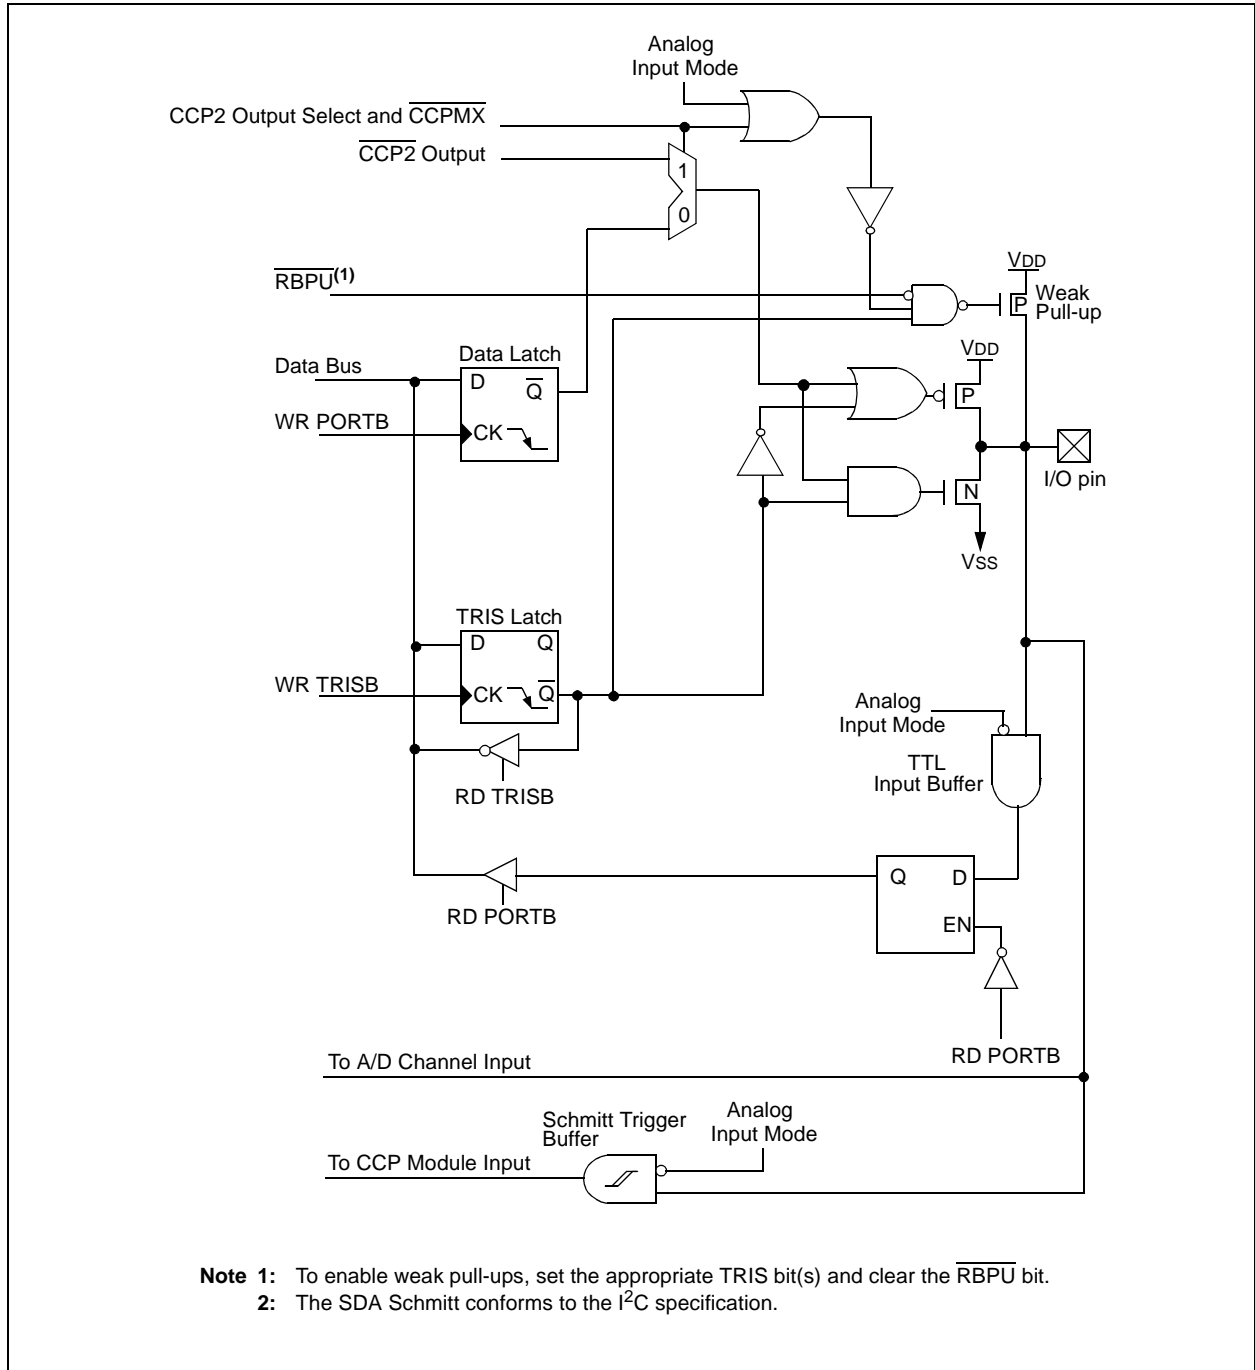 Analog
Input Mode
CCP2 Output Select and C̅C̅P̅M̅X̅
C̅C̅P̅2̅ Output
1
0
R̅B̅P̅U̅(1)
VDD
P
Weak
Pull-up
Data Bus
Data Latch
D
Q̅
WR PORTB
CK
VDD
P
I/O pin
N
VSS
TRIS Latch
D
Q
WR TRISB
CK
Q̅
RD TRISB
Analog
Input Mode
TTL
Input Buffer
Q
D
EN
RD PORTB
RD PORTB
To A/D Channel Input
Schmitt Trigger
Buffer
Analog
Input Mode
To CCP Module Input
Note 1: To enable weak pull-ups, set the appropriate TRIS bit(s) and clear the R̅B̅P̅U̅ bit.
2: The SDA Schmitt conforms to the I²C specification.